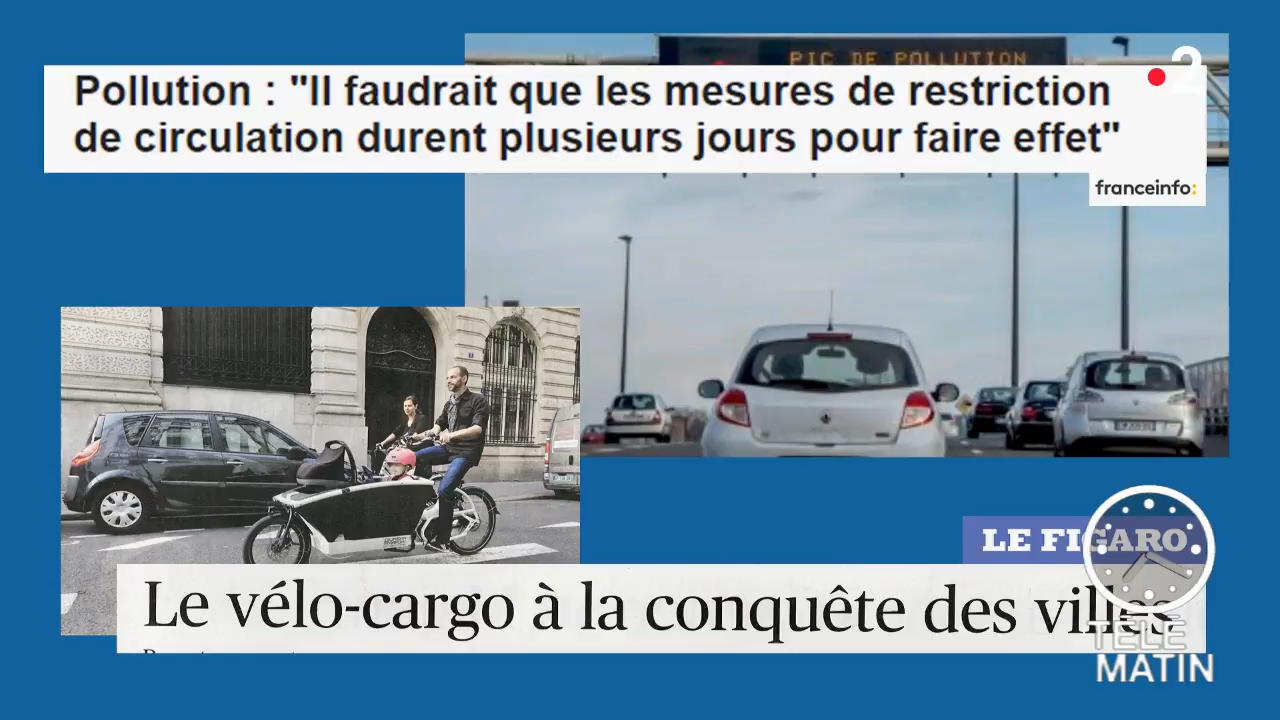 PIC DE POLLUTION
2
Pollution : "Il faudrait que les mesures de restriction
de circulation durent plusieurs jours pour faire effet"
franceinfo:
LE FIGARO
Le vélo-cargo à la conquête des villes
TÉLÉ
MATIN